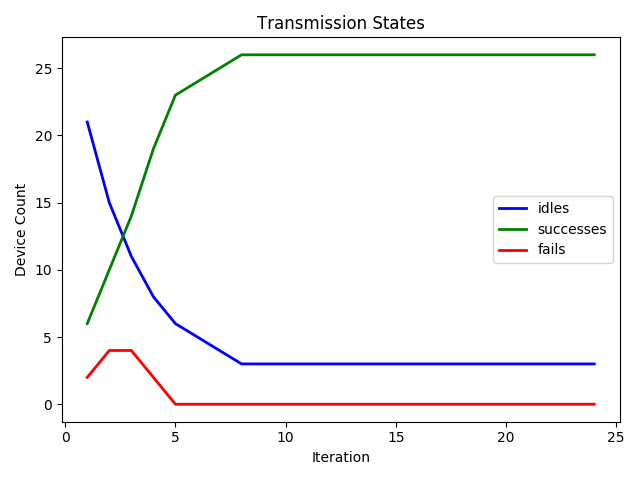 Transmission States
Device Count
25
20
15
10
5
0
idles
successes
fails
0 5 10 15 20 25
Iteration